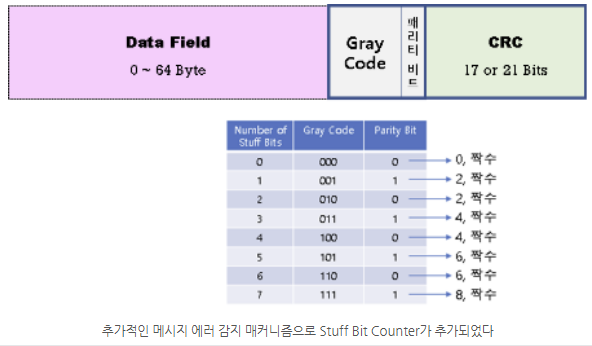 Data Field
0 ~ 64 Byte
Gray
Code
패리티 비트
CRC
17 or 21 Bits
Number of Stuff Bits Gray Code Parity Bit
0 000 0 0, 짝수
1 001 1 2, 짝수
2 010 0 2, 짝수
3 011 1 4, 짝수
4 100 0 4, 짝수
5 101 1 6, 짝수
6 110 0 6, 짝수
7 111 1 8, 짝수
추가적인 메시지 에러 감지 매커니즘으로 Stuff Bit Counter가 추가되었다